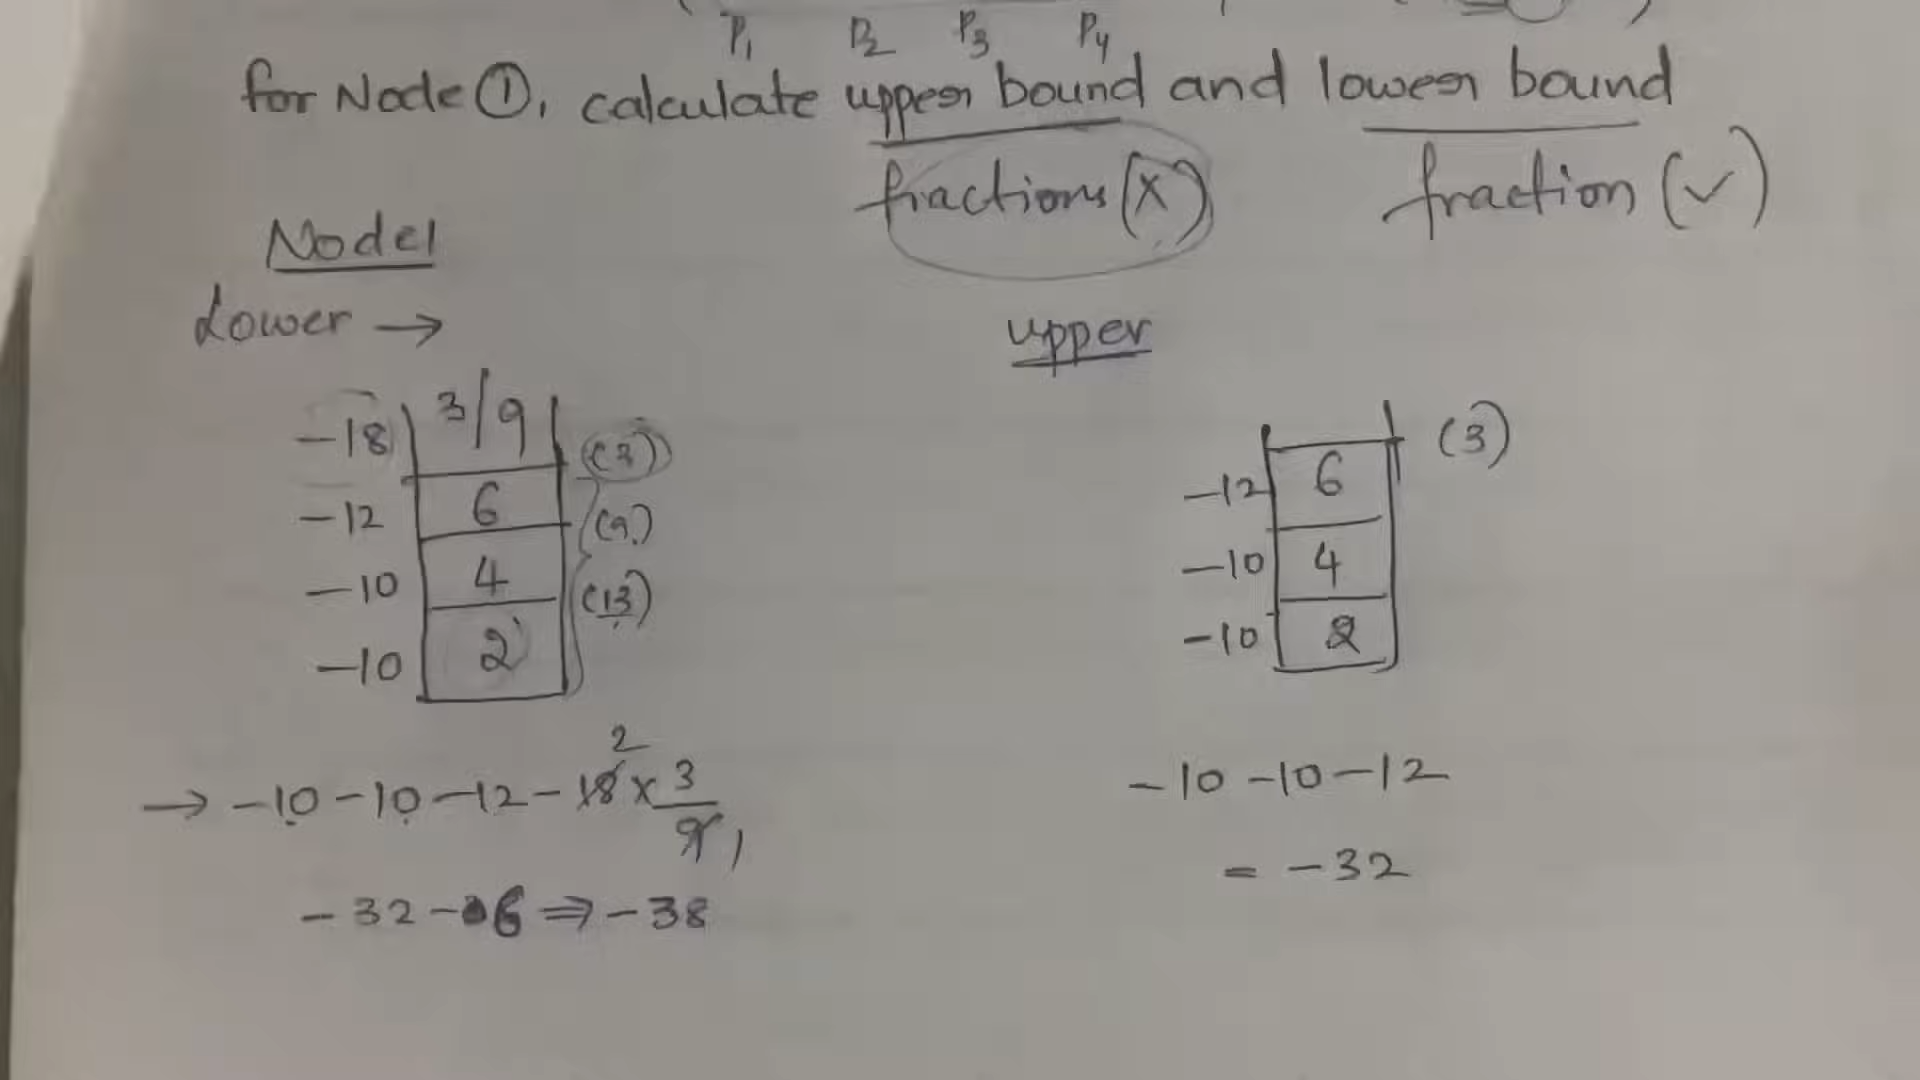 P1 P2 P3 P4
for Node ①, calculate upper bound and lower bound
fractions (x) fraction (✓)
Node1
Lower → upper
-18 3/9 (3)
-12 6 (9)
-10 4 (13)
-10 2
(3)
-12 6
-10 4
-10 2
→ -10 -10 -12 - 18 x 3/9 2 1
-32 - 6 ⇒ -38
-10 -10 -12
= -32